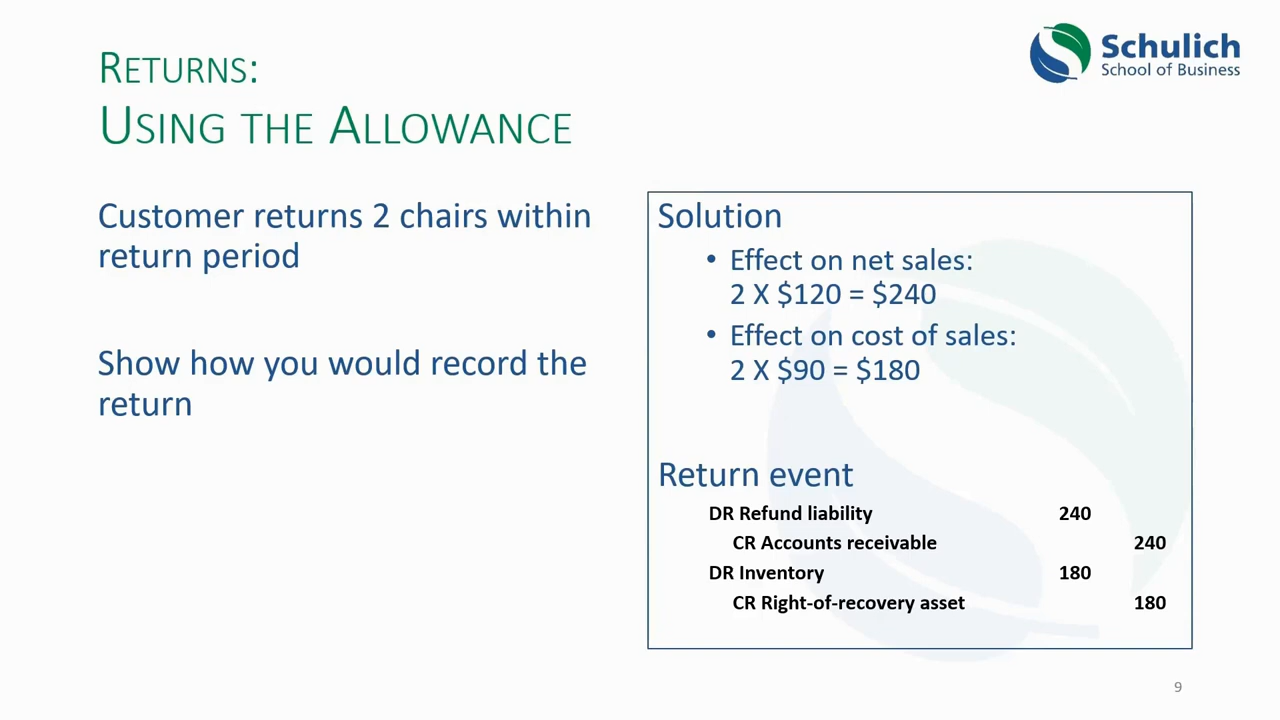 RETURNS:
USING THE ALLOWANCE
Schulich
School of Business
Customer returns 2 chairs within
return period
Show how you would record the
return
Solution
• Effect on net sales:
2 X $120 = $240
• Effect on cost of sales:
2 X $90 = $180
Return event
DR Refund liability 240
CR Accounts receivable 240
DR Inventory 180
CR Right-of-recovery asset 180
9